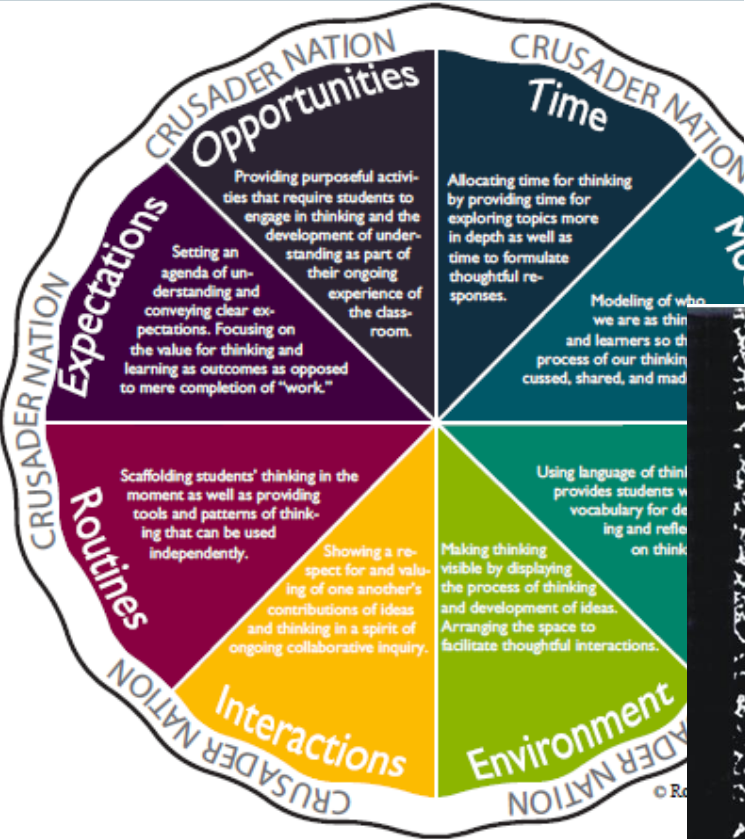 CRUSADER NATION
CRUSADER NATION
Opportunities
Providing purposeful activi-
ties that require students to
engage in thinking and the
development of under-
standing as part of
their ongoing
experience of
the class-
room.
Time
Allocating time for thinking
by providing time for
exploring topics more
in depth as well as
time to formulate
thoughtful re-
sponses.
Expectations
Setting an
agenda of un-
derstanding and
conveying clear ex-
pectations. Focusing on
the value for thinking and
learning as outcomes as opposed
to mere completion of “work.”
Modeling of who
we are as
and learners so
process of our
shared, and
CRUSADER NATION
Routines
Scaffolding students’ thinking in the
moment as well as providing
tools and patterns of think-
ing that can be used
independently.
Using language of
provides students
vocabulary for
ing and
on
Interactions
Showing a re-
spect for and valu-
ing of one another’s
contributions of ideas
and thinking in a spirit of
ongoing collaborative inquiry.
Environment
Making thinking
visible by displaying
the process of thinking
and development of ideas.
Arranging the space to
facilitate thoughtful interactions.
CRUSADER NATION
NATION
©